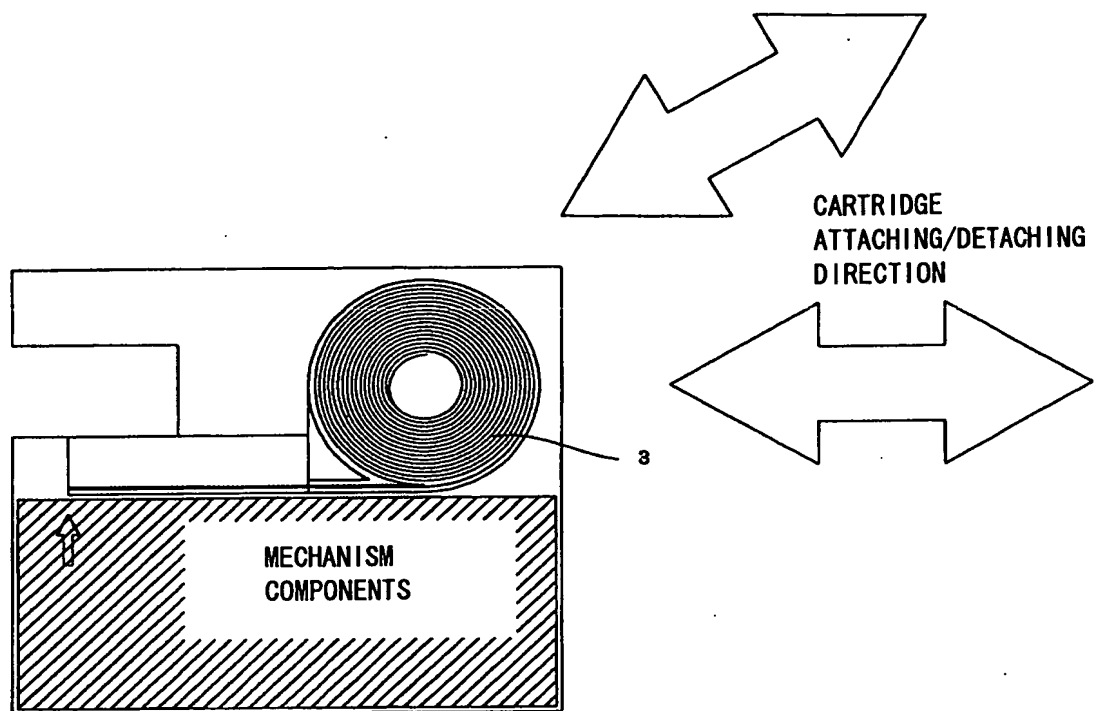 CARTRIDGE
ATTACHING/DETACHING
DIRECTION
3
MECHANISM
COMPONENTS